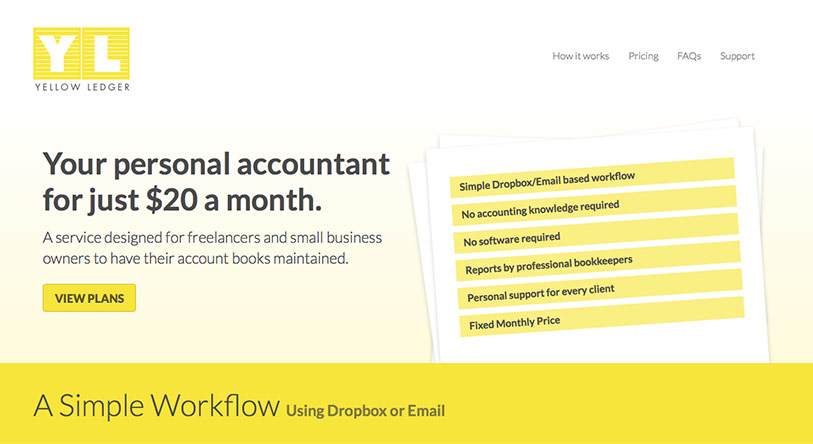 YL
YELLOW LEDGER
How it works Pricing FAQs Support
Your personal accountant
for just $20 a month.
A service designed for freelancers and small business
owners to have their account books maintained.
VIEW PLANS
Simple Dropbox/Email based workflow
No accounting knowledge required
No software required
Reports by professional bookkeepers
Personal support for every client
Fixed Monthly Price
A Simple Workflow Using Dropbox or Email